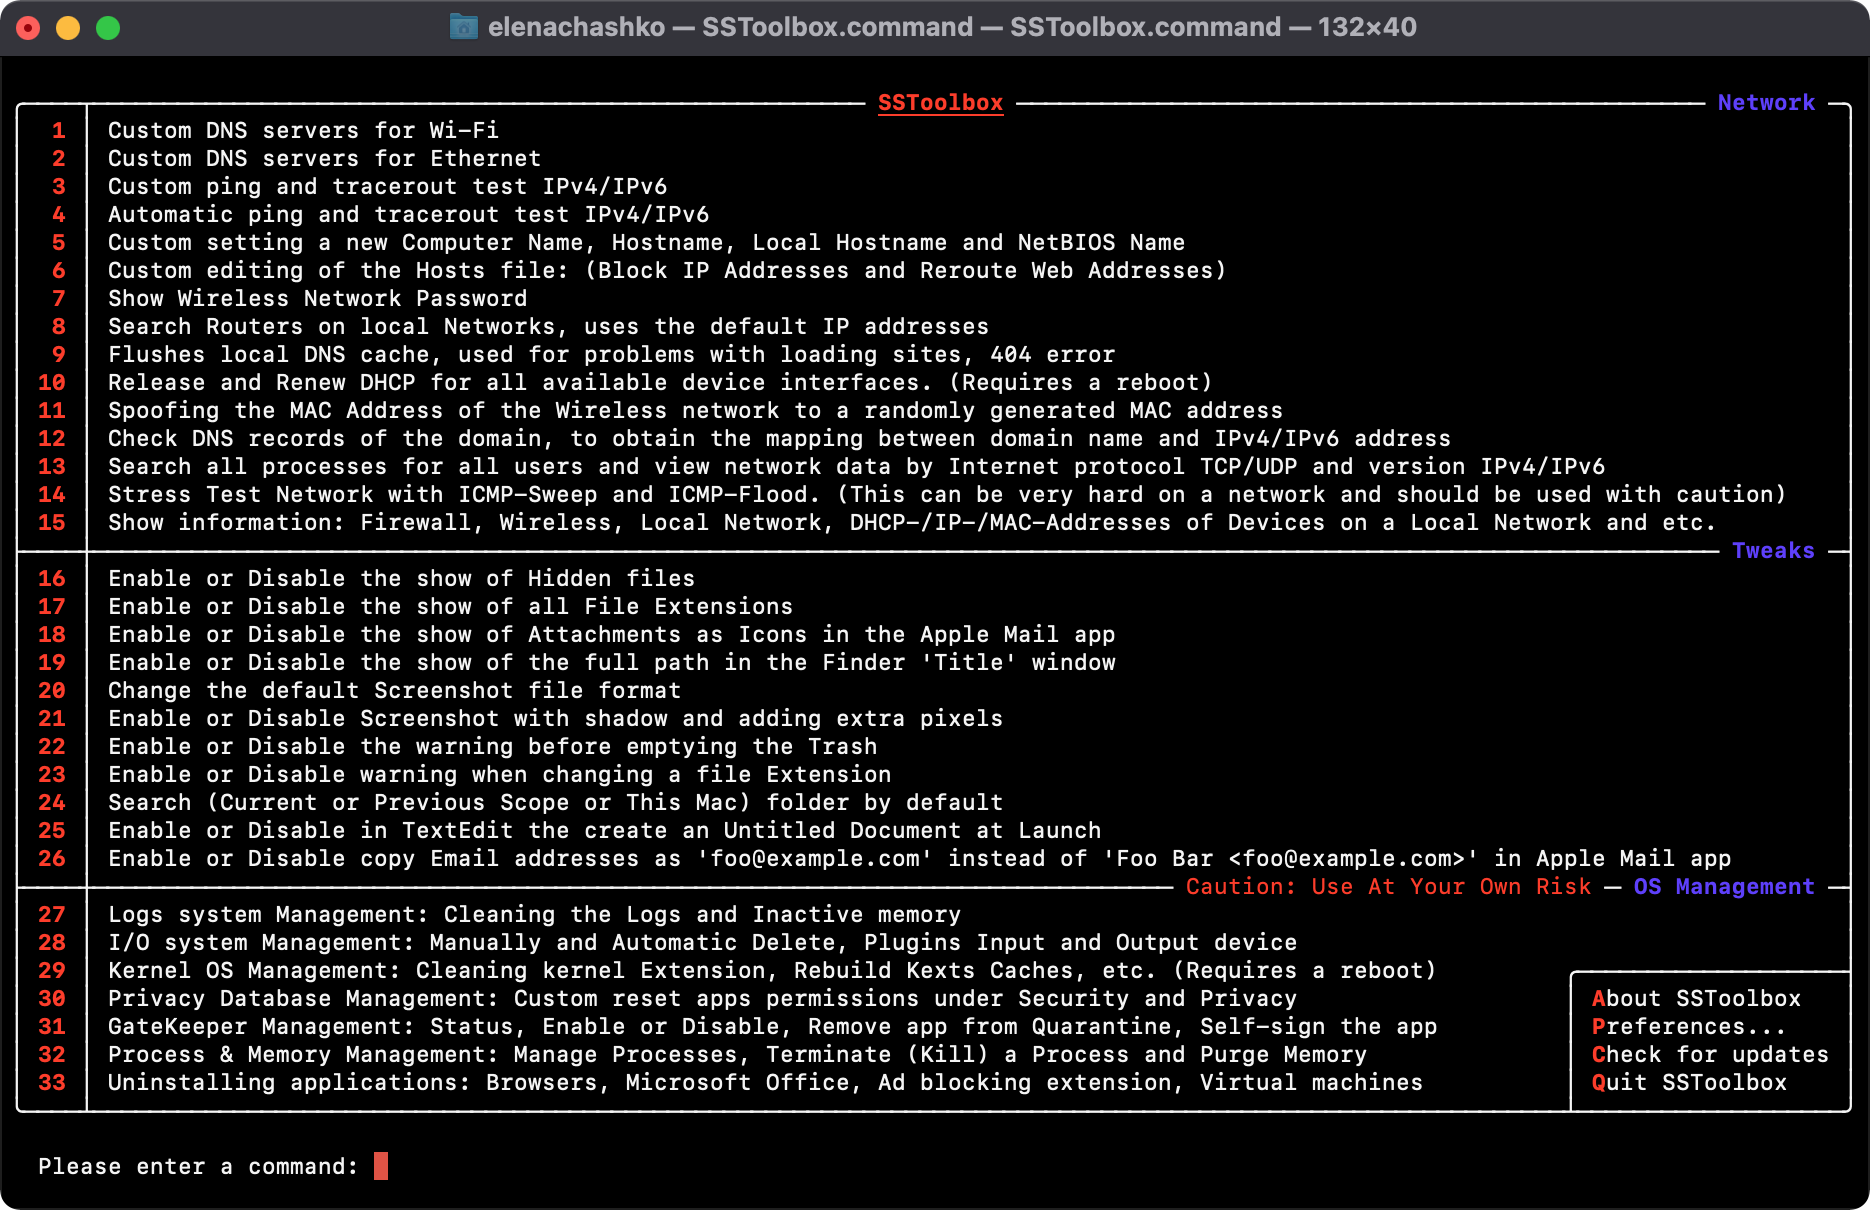 elenachashko — SSToolbox.command — SSToolbox.command — 132×40
SSToolbox Network
1 Custom DNS servers for Wi-Fi
2 Custom DNS servers for Ethernet
3 Custom ping and tracerout test IPv4/IPv6
4 Automatic ping and tracerout test IPv4/IPv6
5 Custom setting a new Computer Name, Hostname, Local Hostname and NetBIOS Name
6 Custom editing of the Hosts file: (Block IP Addresses and Reroute Web Addresses)
7 Show Wireless Network Password
8 Search Routers on local Networks, uses the default IP addresses
9 Flushes local DNS cache, used for problems with loading sites, 404 error
10 Release and Renew DHCP for all available device interfaces. (Requires a reboot)
11 Spoofing the MAC Address of the Wireless network to a randomly generated MAC address
12 Check DNS records of the domain, to obtain the mapping between domain name and IPv4/IPv6 address
13 Search all processes for all users and view network data by Internet protocol TCP/UDP and version IPv4/IPv6
14 Stress Test Network with ICMP-Sweep and ICMP-Flood. (This can be very hard on a network and should be used with caution)
15 Show information: Firewall, Wireless, Local Network, DHCP-/IP-/MAC-Addresses of Devices on a Local Network and etc.
Tweaks
16 Enable or Disable the show of Hidden files
17 Enable or Disable the show of all File Extensions
18 Enable or Disable the show of Attachments as Icons in the Apple Mail app
19 Enable or Disable the show of the full path in the Finder 'Title' window
20 Change the default Screenshot file format
21 Enable or Disable Screenshot with shadow and adding extra pixels
22 Enable or Disable the warning before emptying the Trash
23 Enable or Disable warning when changing a file Extension
24 Search (Current or Previous Scope or This Mac) folder by default
25 Enable or Disable in TextEdit the create an Untitled Document at Launch
26 Enable or Disable copy Email addresses as 'foo@example.com' instead of 'Foo Bar <foo@example.com>' in Apple Mail app
Caution: Use At Your Own Risk — OS Management
27 Logs system Management: Cleaning the Logs and Inactive memory
28 I/O system Management: Manually and Automatic Delete, Plugins Input and Output device
29 Kernel OS Management: Cleaning kernel Extension, Rebuild Kexts Caches, etc. (Requires a reboot)
30 Privacy Database Management: Custom reset apps permissions under Security and Privacy
31 GateKeeper Management: Status, Enable or Disable, Remove app from Quarantine, Self-sign the app
32 Process & Memory Management: Manage Processes, Terminate (Kill) a Process and Purge Memory
33 Uninstalling applications: Browsers, Microsoft Office, Ad blocking extension, Virtual machines
About SSToolbox
Preferences...
Check for updates
Quit SSToolbox
Please enter a command: